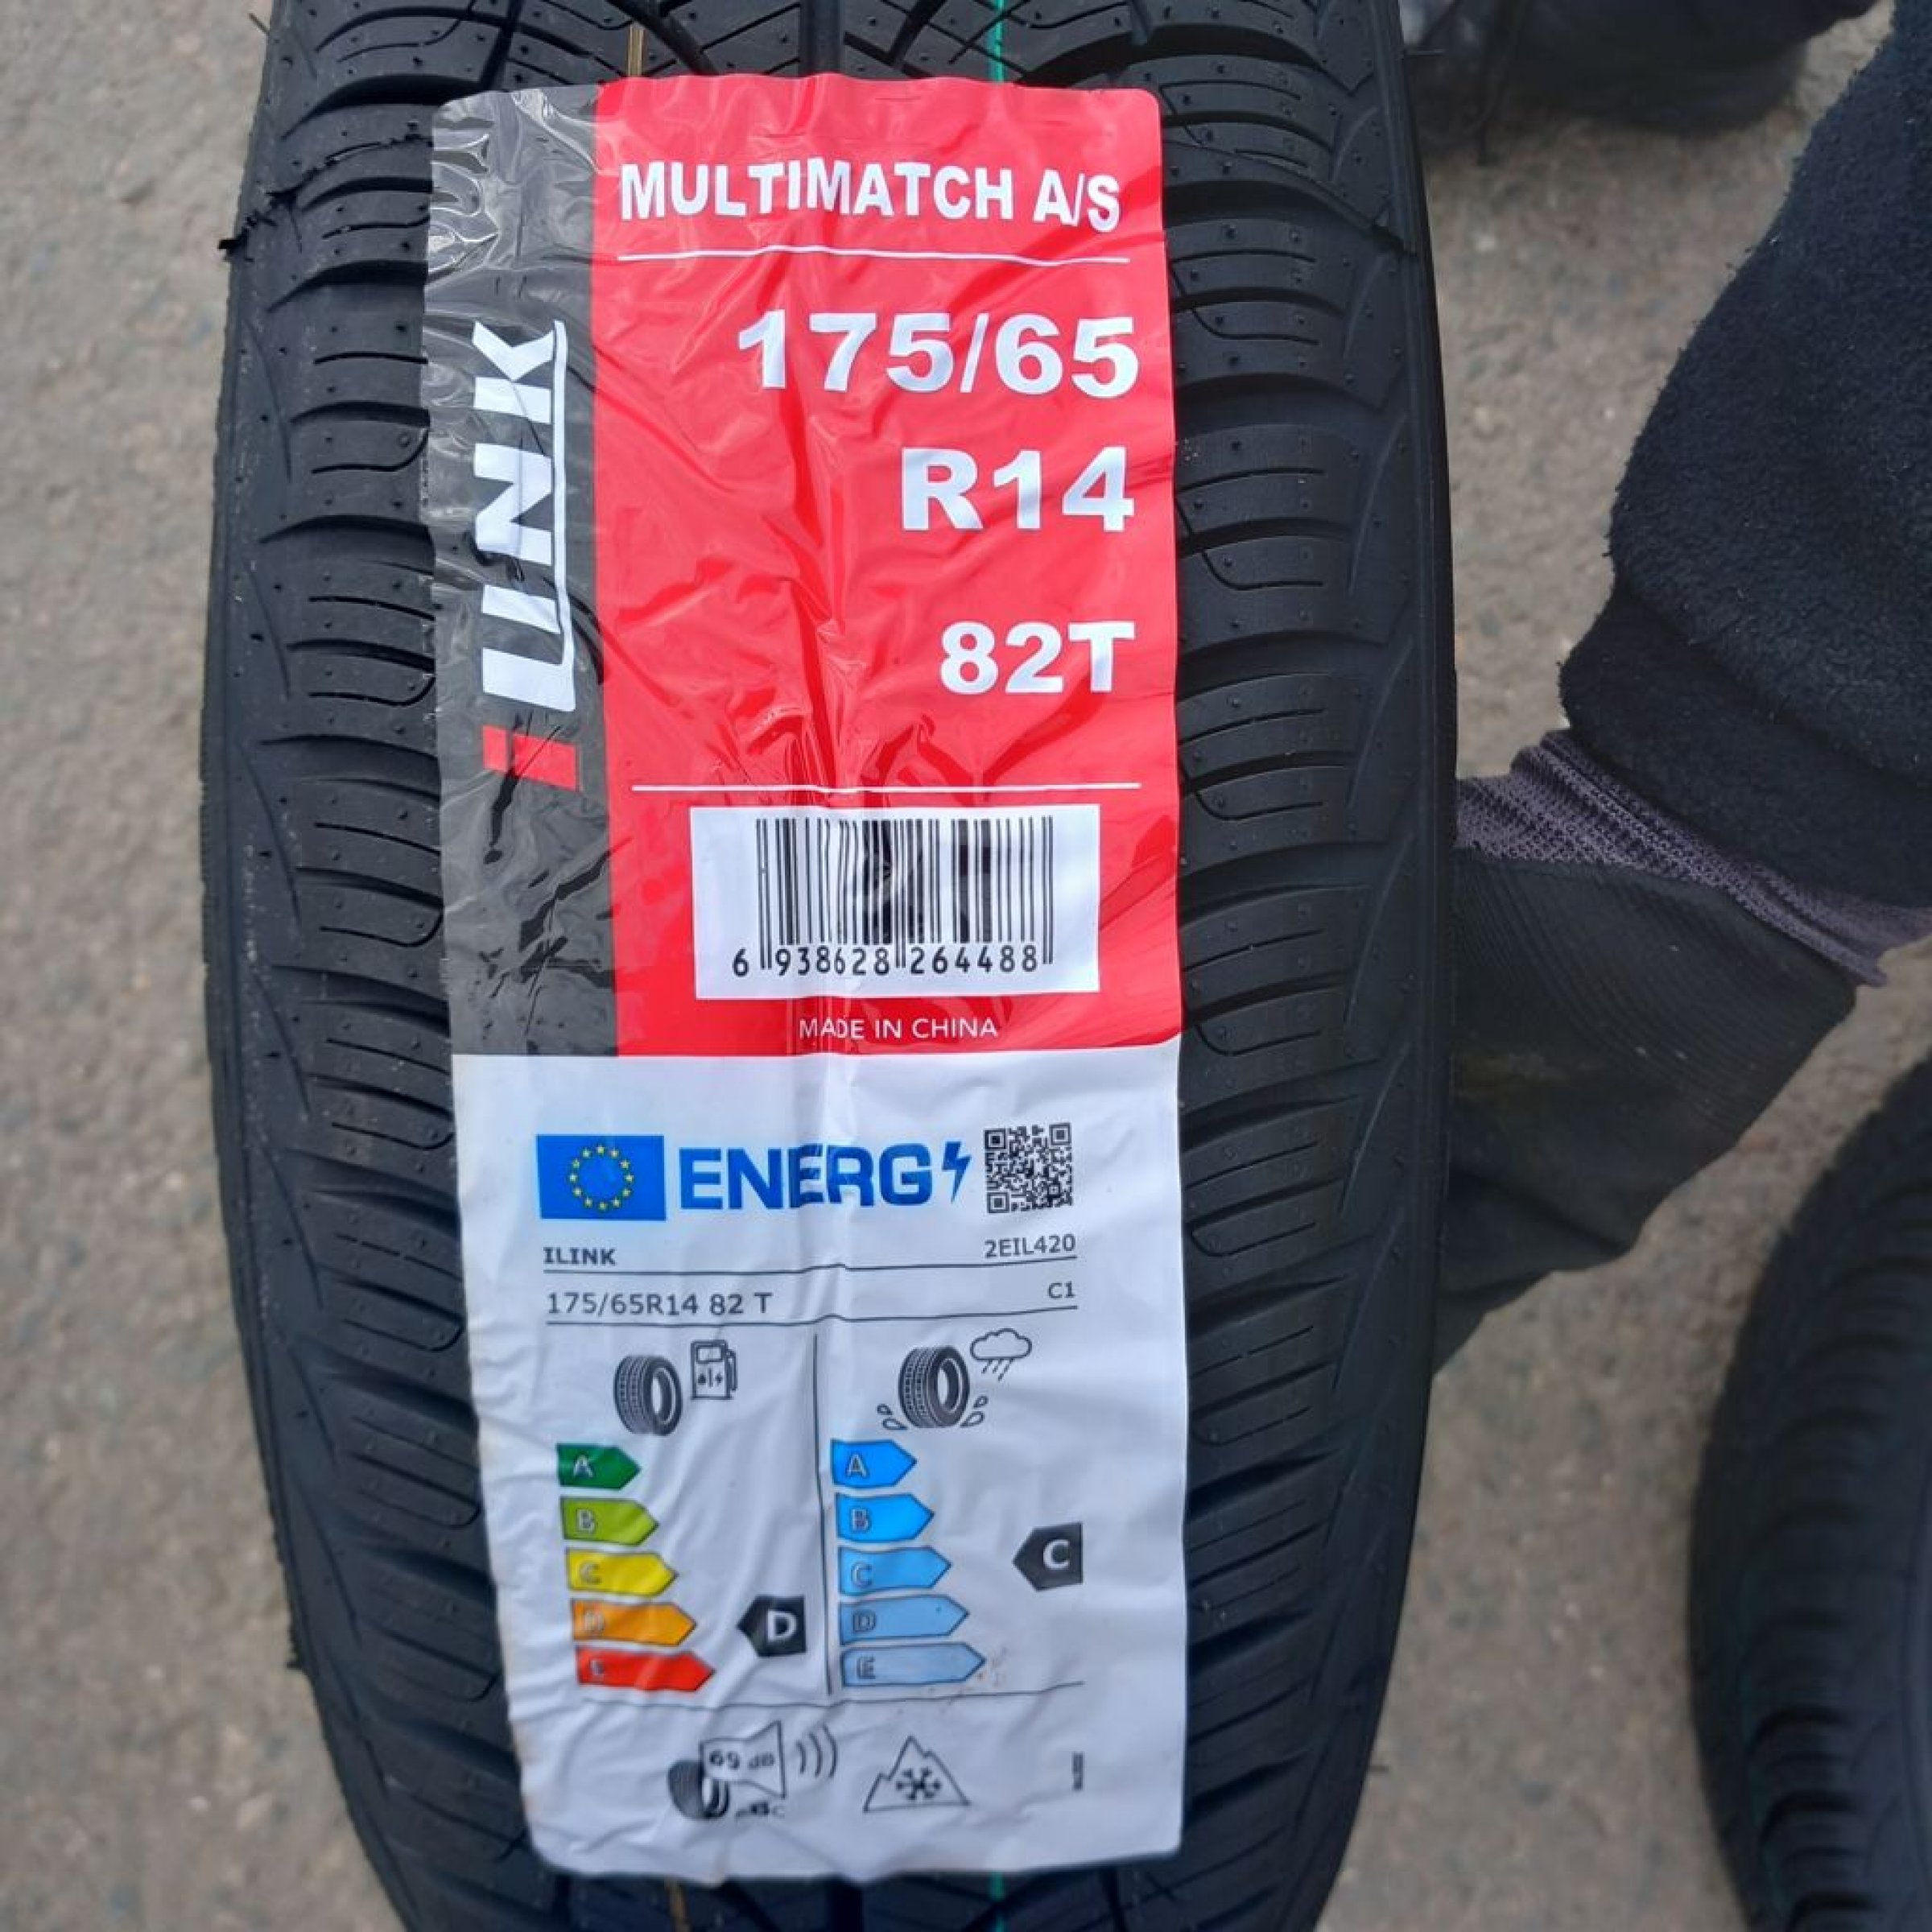 MULTIMATCH A/S
iLINK
175/65
R14
82T
6 938628 264488
MADE IN CHINA
ENERG
ILINK 2EIL420
175/65R14 82 T C1
A A
B B
C C C
D D D
E E
69 dB